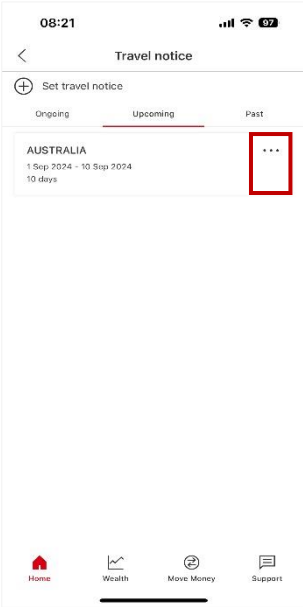 08:21
97
Travel notice
Set travel notice
Ongoing
Upcoming
Past
AUSTRALIA
1 Sep 2024 - 10 Sep 2024
10 days
Home
Wealth
Move Money
Support